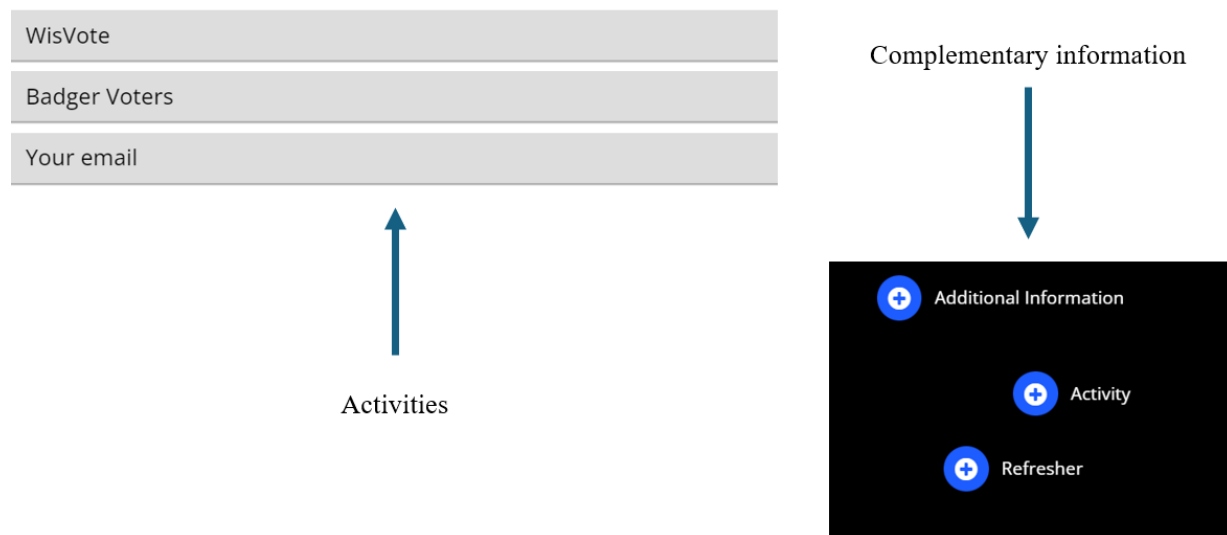 WisVote
Badger Voters
Your email
Activities
Complementary information
Additional Information
Activity
Refresher